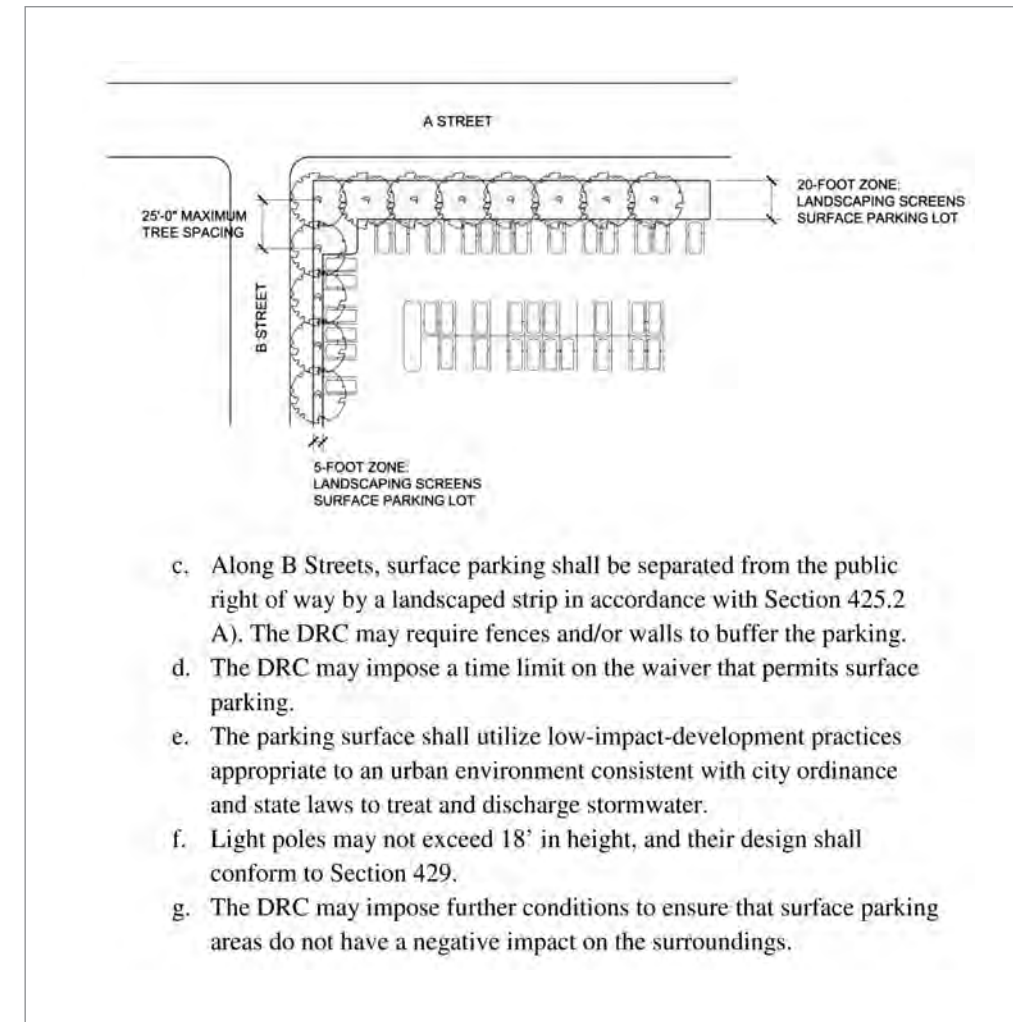 A STREET
20-FOOT ZONE:
LANDSCAPING SCREENS
SURFACE PARKING LOT
25'-0" MAXIMUM
TREE SPACING
B STREET
5-FOOT ZONE:
LANDSCAPING SCREENS
SURFACE PARKING LOT
c. Along B Streets, surface parking shall be separated from the public
right of way by a landscaped strip in accordance with Section 425.2
A). The DRC may require fences and/or walls to buffer the parking.
d. The DRC may impose a time limit on the waiver that permits surface
parking.
e. The parking surface shall utilize low-impact-development practices
appropriate to an urban environment consistent with city ordinance
and state laws to treat and discharge stormwater.
f. Light poles may not exceed 18’ in height, and their design shall
conform to Section 429.
g. The DRC may impose further conditions to ensure that surface parking
areas do not have a negative impact on the surroundings.